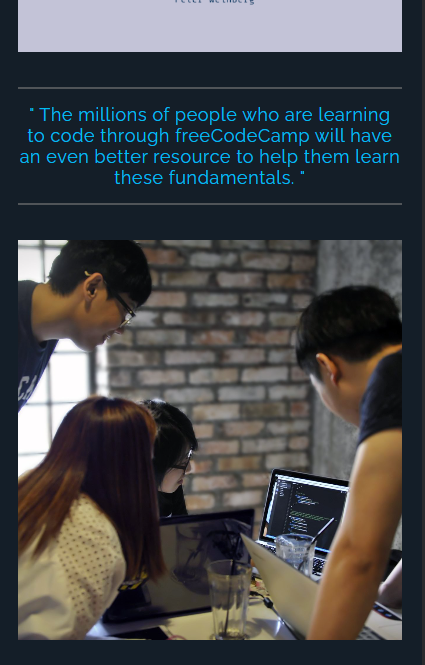 " The millions of people who are learning
to code through freeCodeCamp will have
an even better resource to help them learn
these fundamentals. "